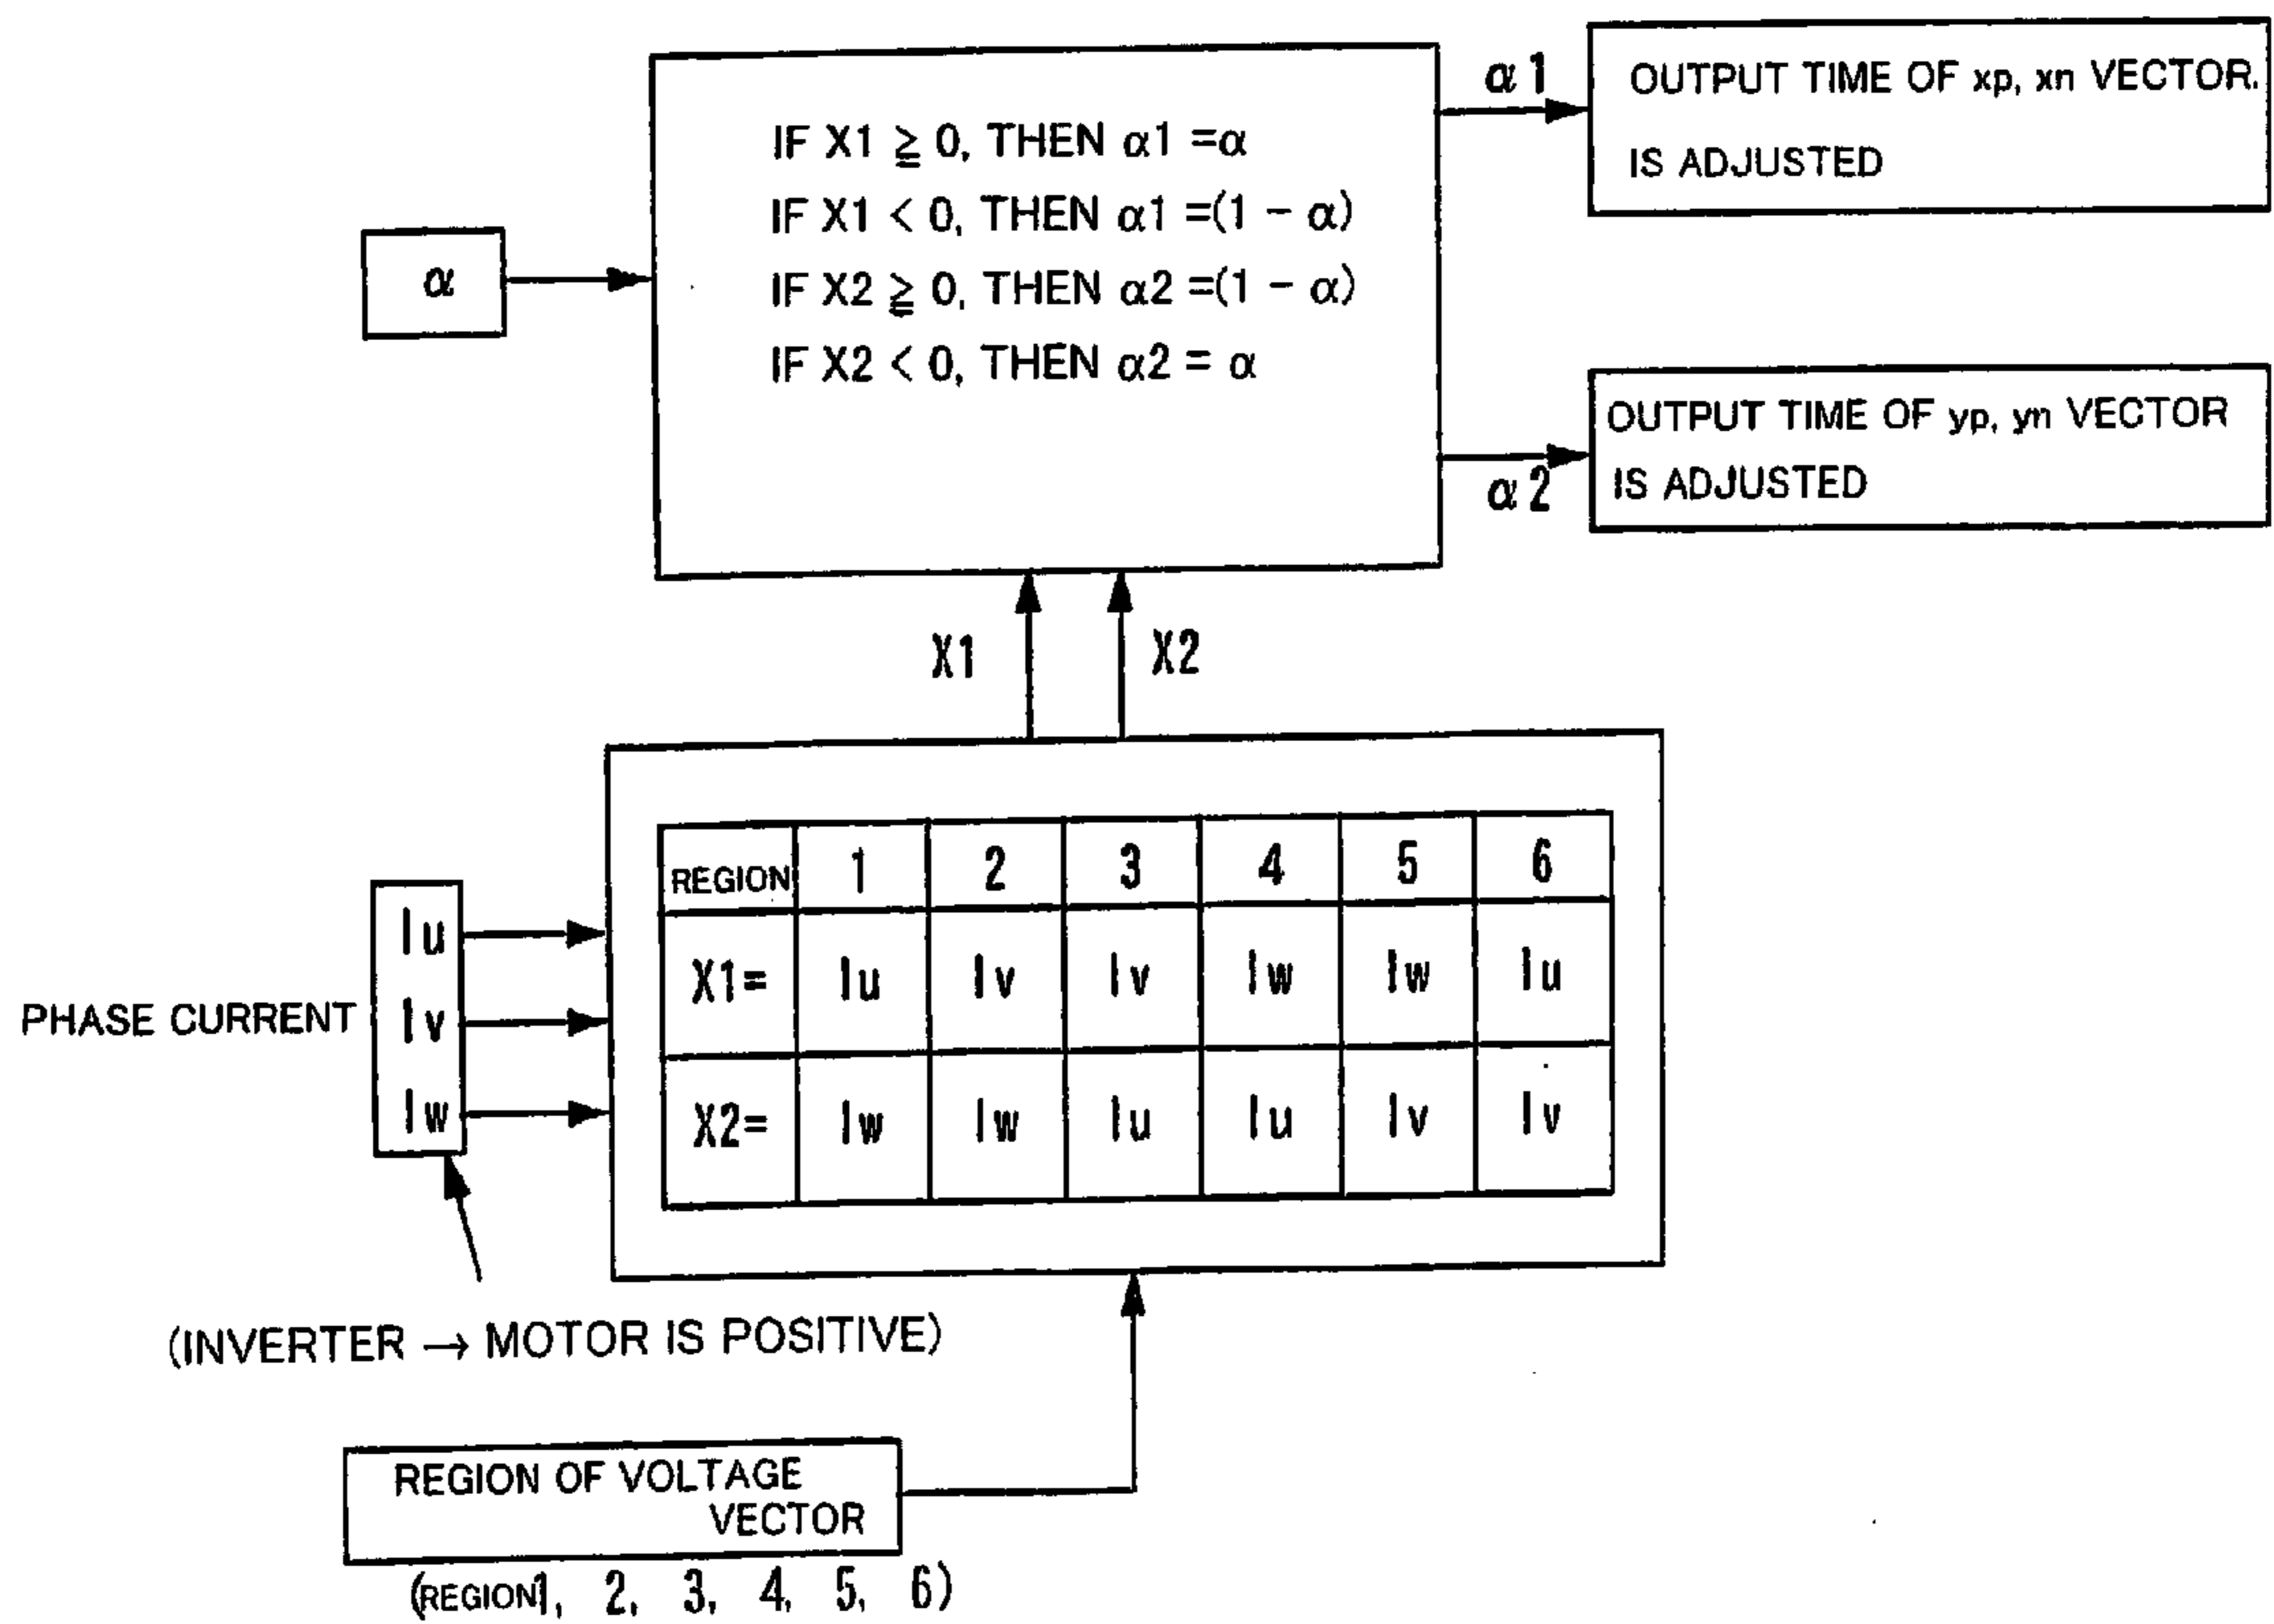 α1
OUTPUT TIME OF xp, xn VECTOR.
IS ADJUSTED
IF X1 ≧ 0, THEN α1 =α
IF X1 < 0, THEN α1 =(1 - α)
IF X2 ≧ 0, THEN α2 =(1 - α)
IF X2 < 0, THEN α2 = α
α
OUTPUT TIME OF yp, yn VECTOR
IS ADJUSTED
α2
X1 X2
REGION 1 2 3 4 5 6
X1= Iu Iv Iv Iw Iw Iu
X2= Iw Iw Iu Iu Iv Iv
PHASE CURRENT
Iu
Iv
Iw
(INVERTER → MOTOR IS POSITIVE)
REGION OF VOLTAGE
VECTOR
(REGION1, 2, 3, 4, 5, 6)